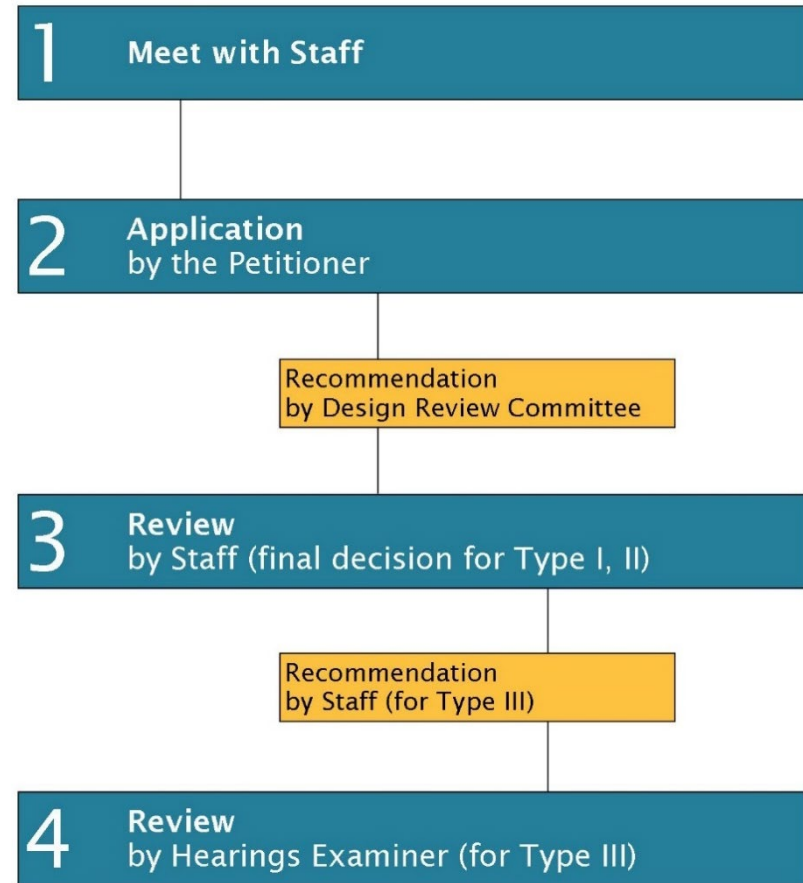 1 Meet with Staff
2 Application
by the Petitioner
Recommendation
by Design Review Committee
3 Review
by Staff (final decision for Type I, II)
Recommendation
by Staff (for Type III)
4 Review
by Hearings Examiner (for Type III)